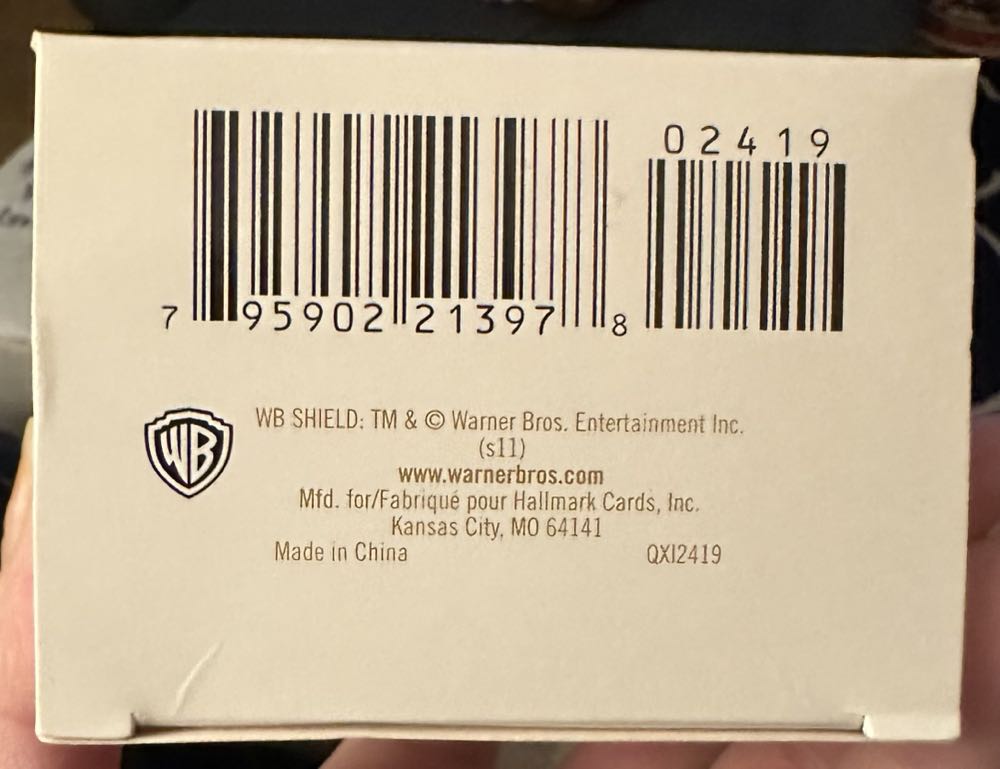 02419
7 95902 21397 8
WB
WB SHIELD: TM & © Warner Bros. Entertainment Inc.
(s11)
www.warnerbros.com
Mfd. for/Fabriqué pour Hallmark Cards, Inc.
Kansas City, MO 64141
Made in China QXI2419